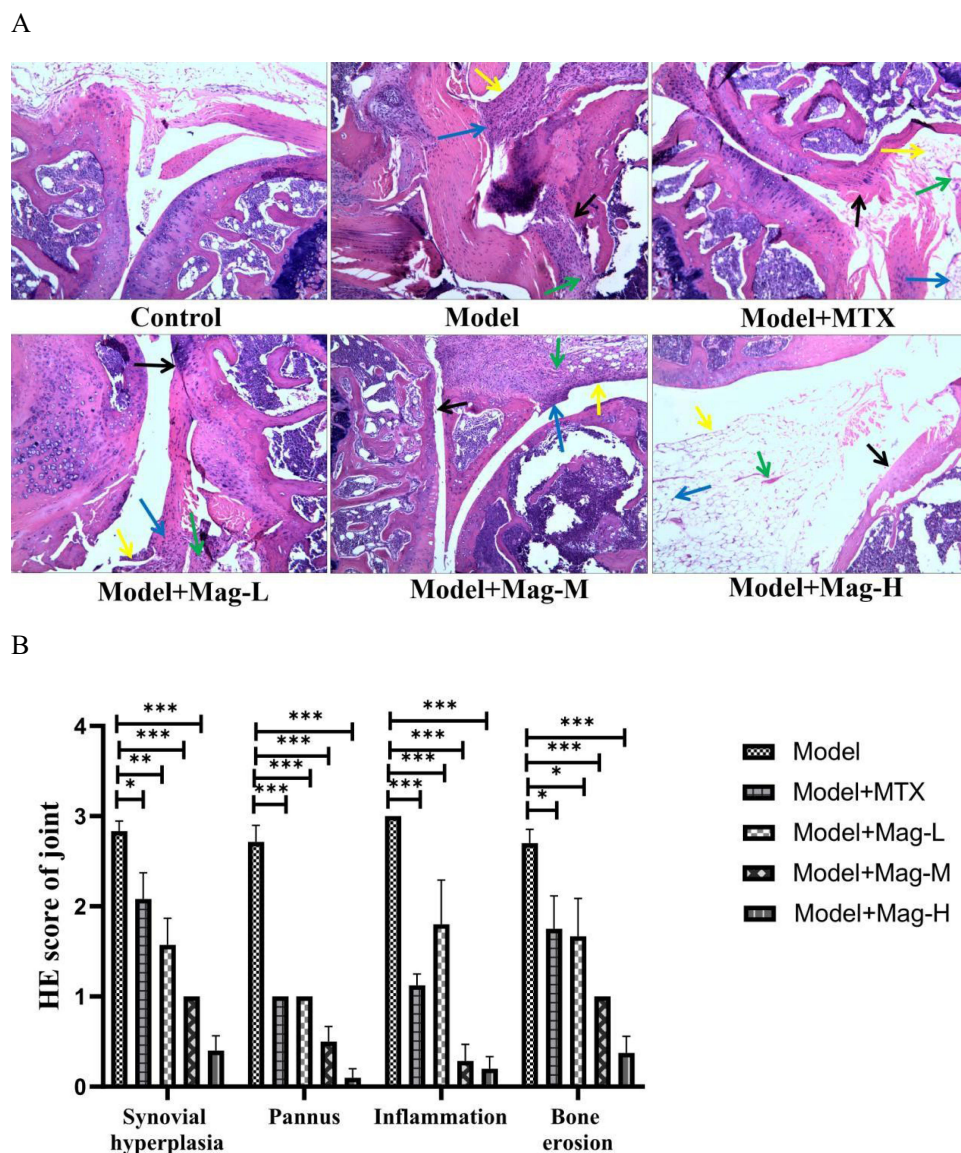 A
Control
Model
Model+MTX
Model+Mag-L
Model+Mag-M
Model+Mag-H
B
HE score of joint
4
3
2
1
0
***
***
**
*
***
***
***
***
***
***
***
***
***
***
*
*
Synovial
hyperplasia
Pannus
Inflammation
Bone
erosion
Model
Model+MTX
Model+Mag-L
Model+Mag-M
Model+Mag-H